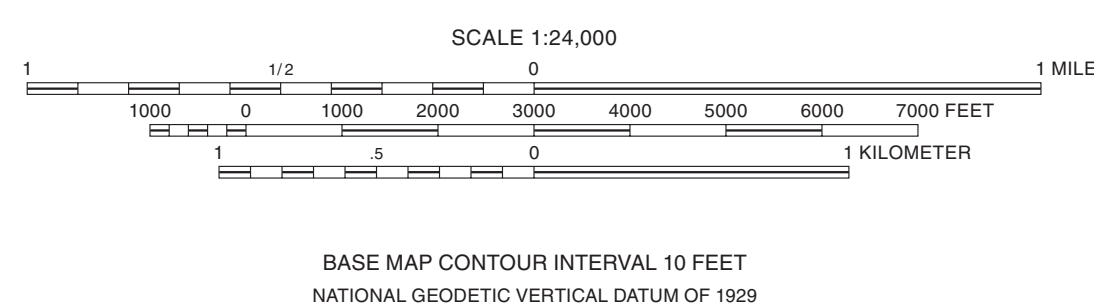 SCALE 1:24,000
1 1/2 0 1 MILE
1000 0 1000 2000 3000 4000 5000 6000 7000 FEET
1 .5 0 1 KILOMETER
BASE MAP CONTOUR INTERVAL 10 FEET
NATIONAL GEODETIC VERTICAL DATUM OF 1929